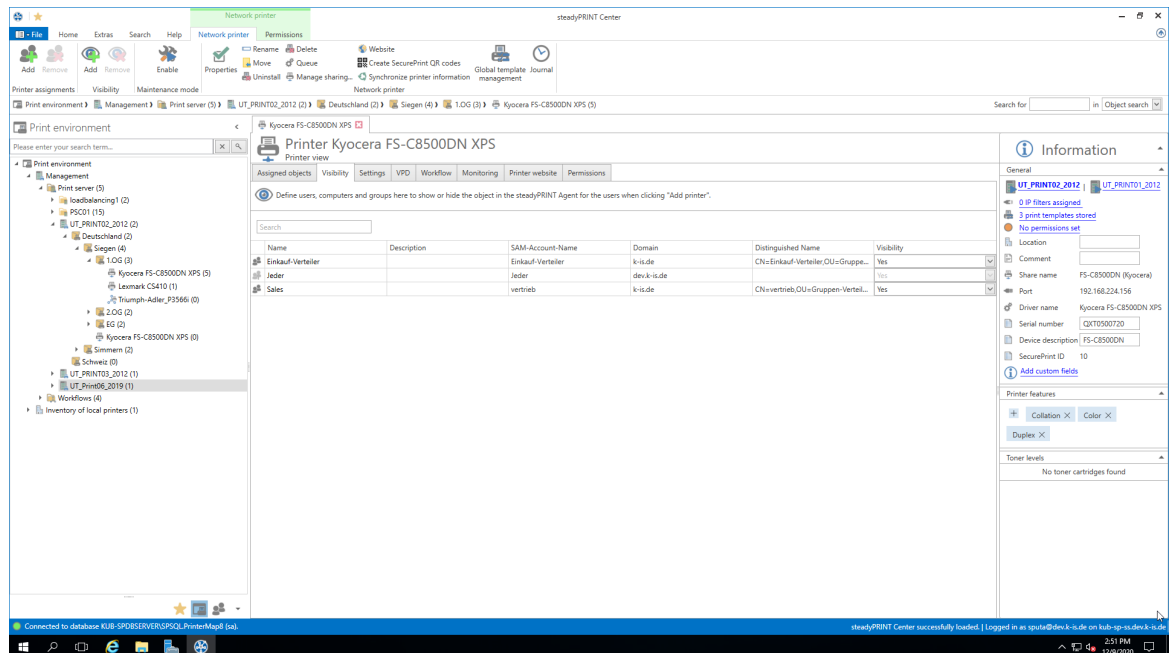 Network printer
steadyPRINT Center
File Home Extras Search Help Network printer Permissions
Add Remove Add Remove Enable Properties
Rename Delete Website
Move Queue Create SecurePrint QR codes
Uninstall Manage sharing... Synchronize printer information
Global template management Journal
Printer assignments Visibility Maintenance mode Network printer
Print environment Management Print server (5) UT_PRINT02_2012 (2) Deutschland (2) Siegen (4) 1.OG (3) Kyocera FS-C8500DN XPS (5)
Search for in Object search
Print environment
Please enter your search term...
Print environment
Management
Print server (5)
loadbalancing1 (2)
PSC01 (15)
UT_PRINT02_2012 (2)
Deutschland (2)
Siegen (4)
1.OG (3)
Kyocera FS-C8500DN XPS (5)
Lexmark CS410 (1)
Triumph-Adler_P3566i (0)
2.OG (2)
EG (2)
Kyocera FS-C8500DN XPS (0)
Simmern (2)
Schweiz (0)
UT_PRINT03_2012 (1)
UT_Print06_2019 (1)
Workflows (4)
Inventory of local printers (1)
Kyocera FS-C8500DN XPS
Printer Kyocera FS-C8500DN XPS
Printer view
Assigned objects Visibility Settings VPD Workflow Monitoring Printer website Permissions
Define users, computers and groups here to show or hide the object in the steadyPRINT Agent for the users when clicking "Add printer".
Search
Name Description SAM-Account-Name Domain Distinguished Name Visibility
Einkauf-Verteiler Einkauf-Verteiler k-is.de CN=Einkauf-Verteiler,OU=Gruppe... Yes
Jeder Jeder dev.k-is.de Yes
Sales vertrieb k-is.de CN=vertrieb,OU=Gruppen-Verteil... Yes
Information
General
UT_PRINT02_2012 | UT_PRINT01_2012
0 IP filters assigned
3 print templates stored
No permissions set
Location
Comment
Share name FS-C8500DN (Kyocera)
Port 192.168.224.156
Driver name Kyocera FS-C8500DN XPS
Serial number QXT0500720
Device description FS-C8500DN
SecurePrint ID 10
Add custom fields
Printer features
Collation Color
Duplex
Toner levels
No toner cartridges found
Connected to database KUB-SPDBSERVER\SPSQL.PrinterMap8 (sa).
steadyPRINT Center successfully loaded. | Logged in as sputa@dev.k-is.de on kub-sp-ss.dev.k-is.de
2:51 PM
12/9/2020